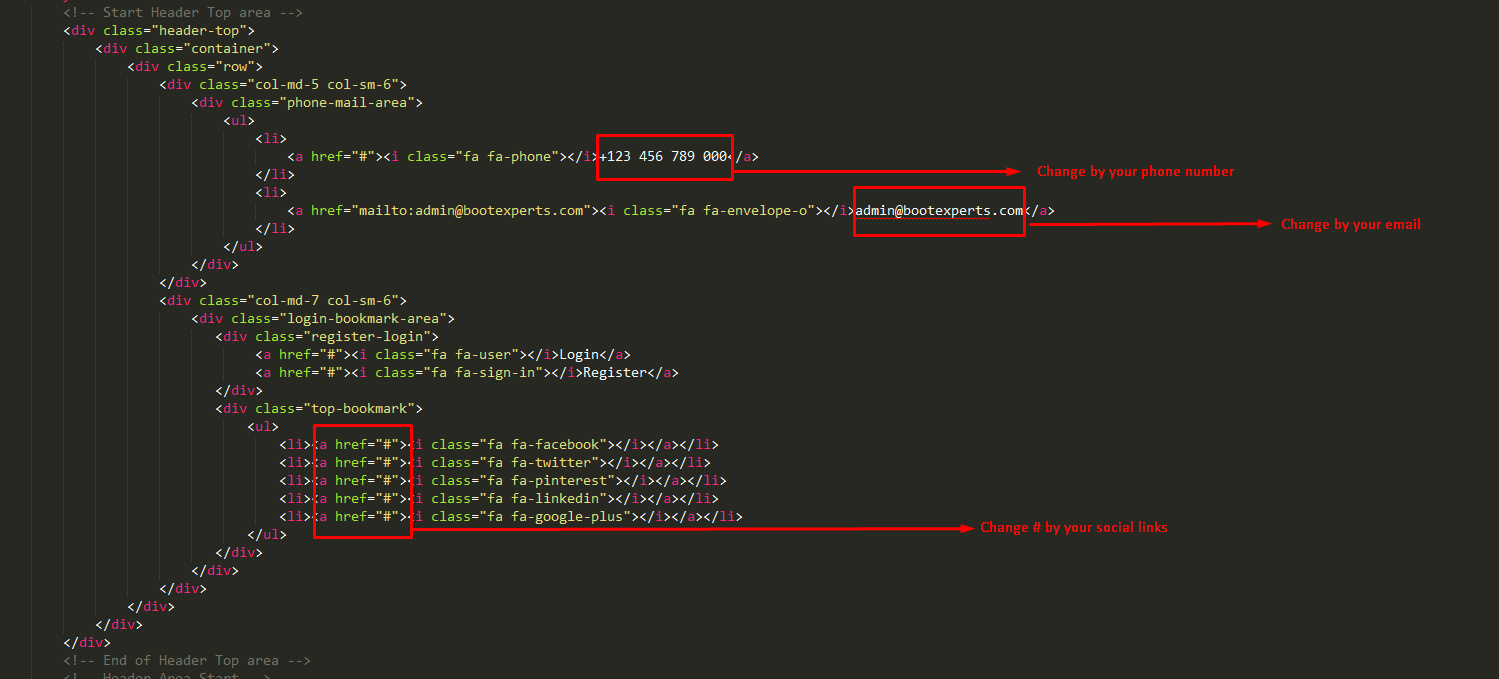 <!-- Start Header Top area -->
<div class="header-top">
<div class="container">
<div class="row">
<div class="col-md-5 col-sm-6">
<div class="phone-mail-area">
<ul>
<li>
<a href="#"><i class="fa fa-phone"></i>+123 456 789 000</a>
Change by your phone number
</li>
<li>
<a href="mailto:admin@bootexperts.com"><i class="fa fa-envelope-o"></i>admin@bootexperts.com</a>
Change by your email
</li>
</ul>
</div>
</div>
<div class="col-md-7 col-sm-6">
<div class="login-bookmark-area">
<div class="register-login">
<a href="#"><i class="fa fa-user"></i>Login</a>
<a href="#"><i class="fa fa-sign-in"></i>Register</a>
</div>
<div class="top-bookmark">
<ul>
<li><a href="#"><i class="fa fa-facebook"></i></a></li>
<li><a href="#"><i class="fa fa-twitter"></i></a></li>
<li><a href="#"><i class="fa fa-pinterest"></i></a></li>
<li><a href="#"><i class="fa fa-linkedin"></i></a></li>
<li><a href="#"><i class="fa fa-google-plus"></i></a></li>
Change # by your social links
</ul>
</div>
</div>
</div>
</div>
</div>
</div>
<!-- End of Header Top area -->
<!-- Header Area Start -->